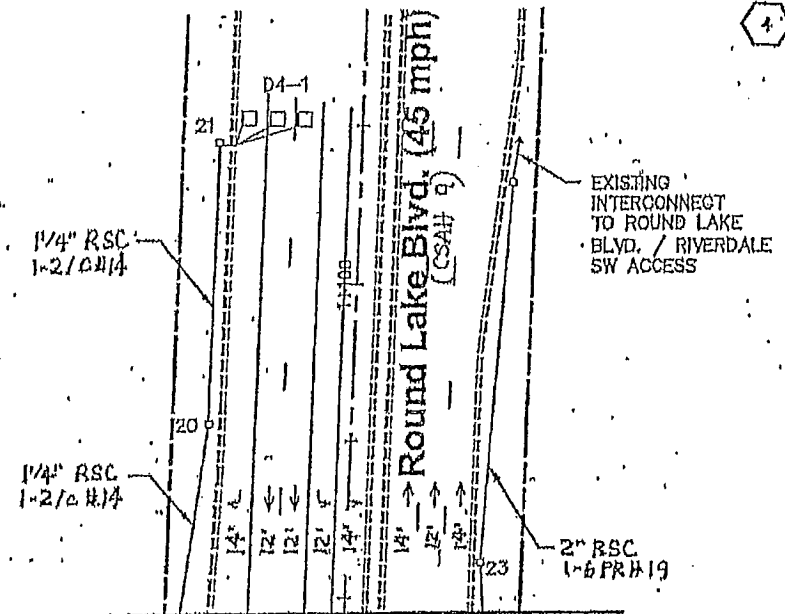 4
D4-1
21
Round Lake Blvd. (45 mph)
(CSAH 9)
EXISTING
INTERCONNECT
TO ROUND LAKE
BLVD. / RIVERDALE
SW ACCESS
1 1/4" RSC
1-2/C #14
20
1 1/4" RSC
1-2/C #14
14' 12' 12' 12' 14' 14' 12' 14'
2" RSC
1-6 PR #19
23